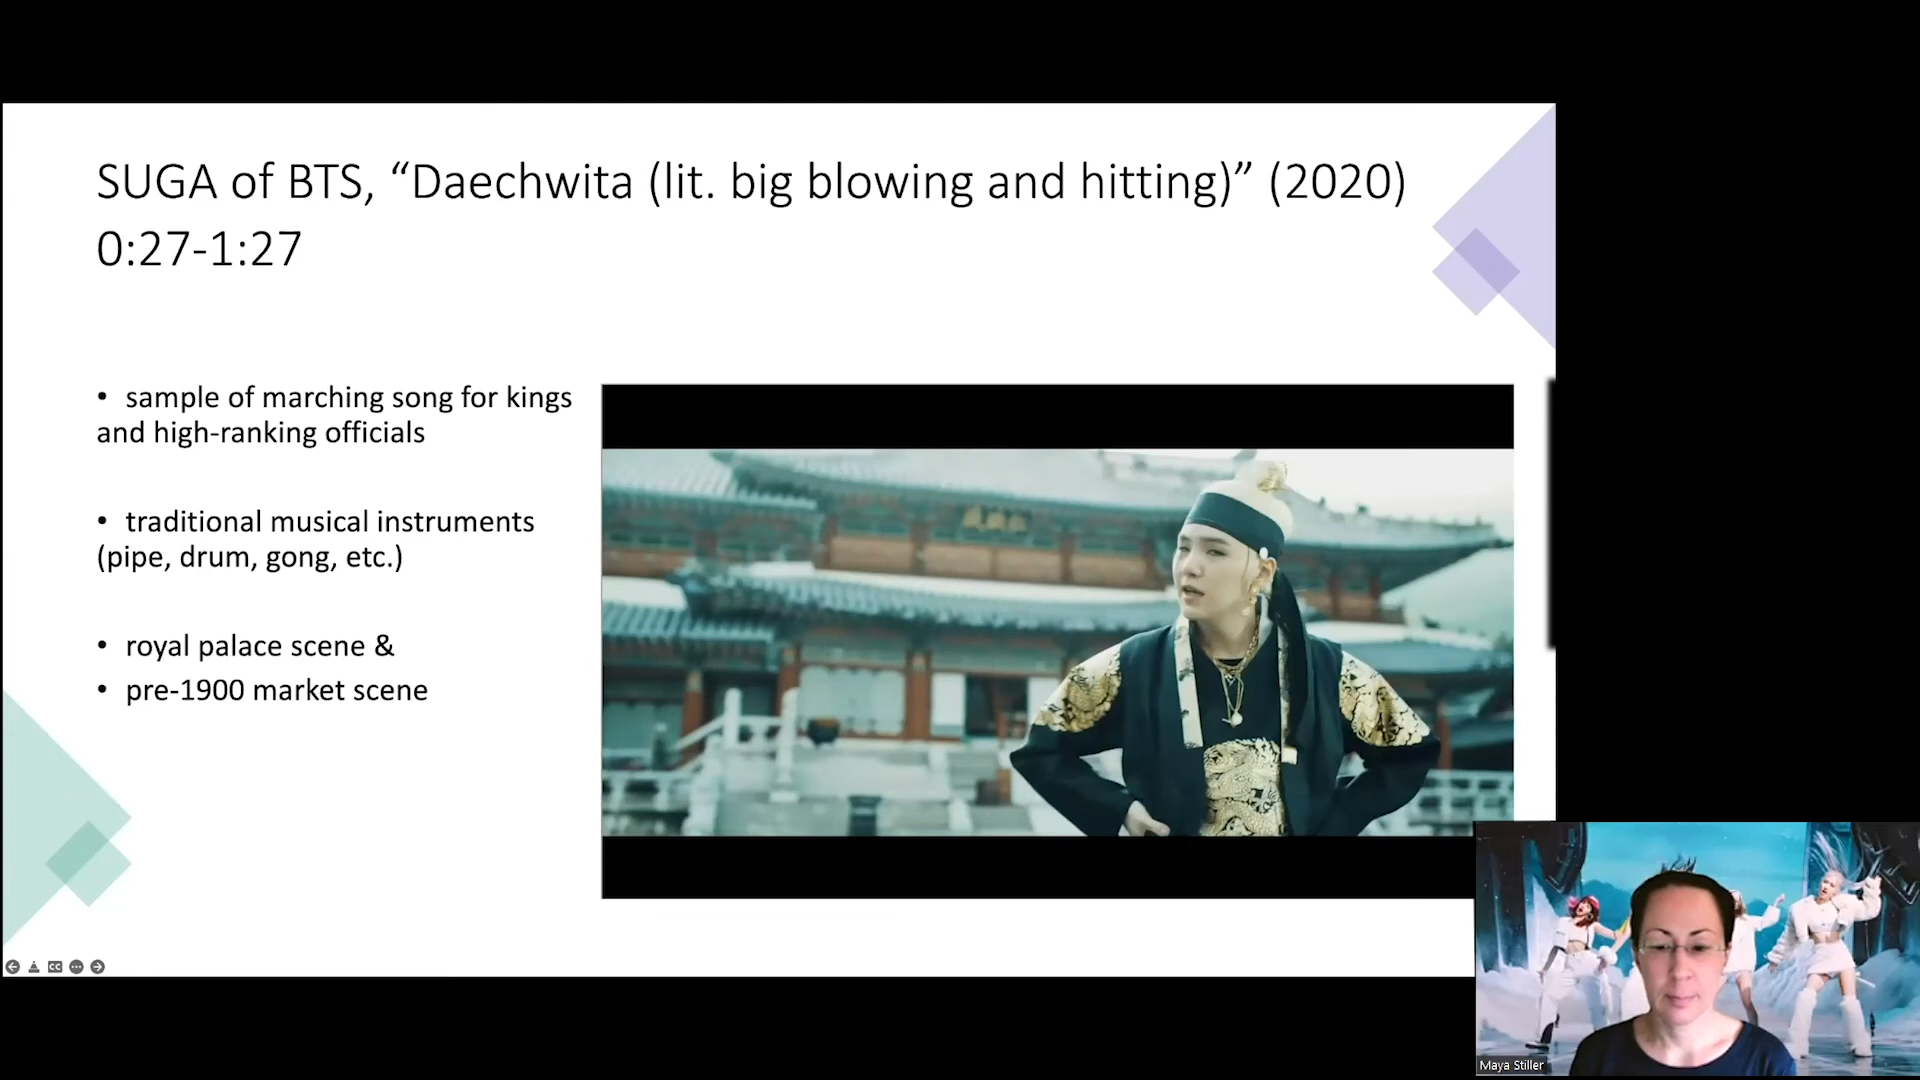 SUGA of BTS, “Daechwita (lit. big blowing and hitting)” (2020)
0:27-1:27
• sample of marching song for kings
and high-ranking officials
• traditional musical instruments
(pipe, drum, gong, etc.)
• royal palace scene &
• pre-1900 market scene
CC
Maya Stiller